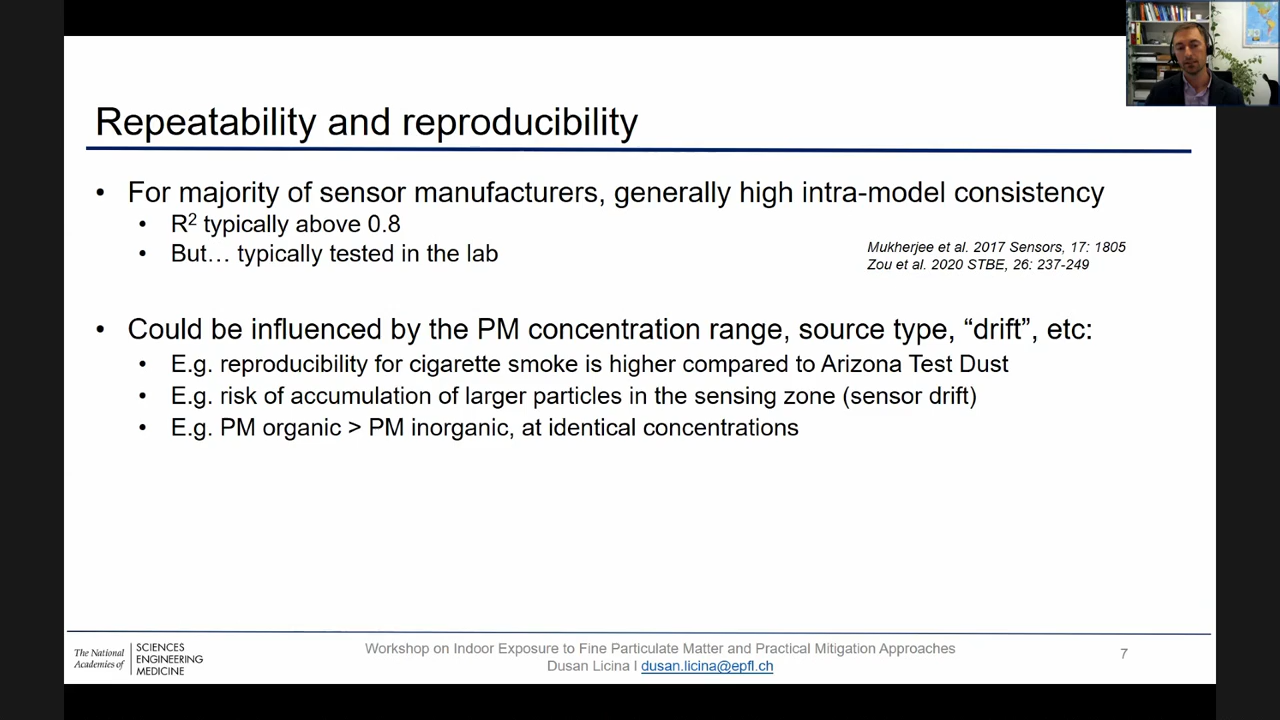 Repeatability and reproducibility
• For majority of sensor manufacturers, generally high intra-model consistency
• R² typically above 0.8
• But… typically tested in the lab
Mukherjee et al. 2017 Sensors, 17: 1805
Zou et al. 2020 STBE, 26: 237-249
• Could be influenced by the PM concentration range, source type, “drift”, etc:
• E.g. reproducibility for cigarette smoke is higher compared to Arizona Test Dust
• E.g. risk of accumulation of larger particles in the sensing zone (sensor drift)
• E.g. PM organic > PM inorganic, at identical concentrations
The National
Academies of
SCIENCES
ENGINEERING
MEDICINE
Workshop on Indoor Exposure to Fine Particulate Matter and Practical Mitigation Approaches
Dusan Licina l dusan.licina@epfl.ch
7